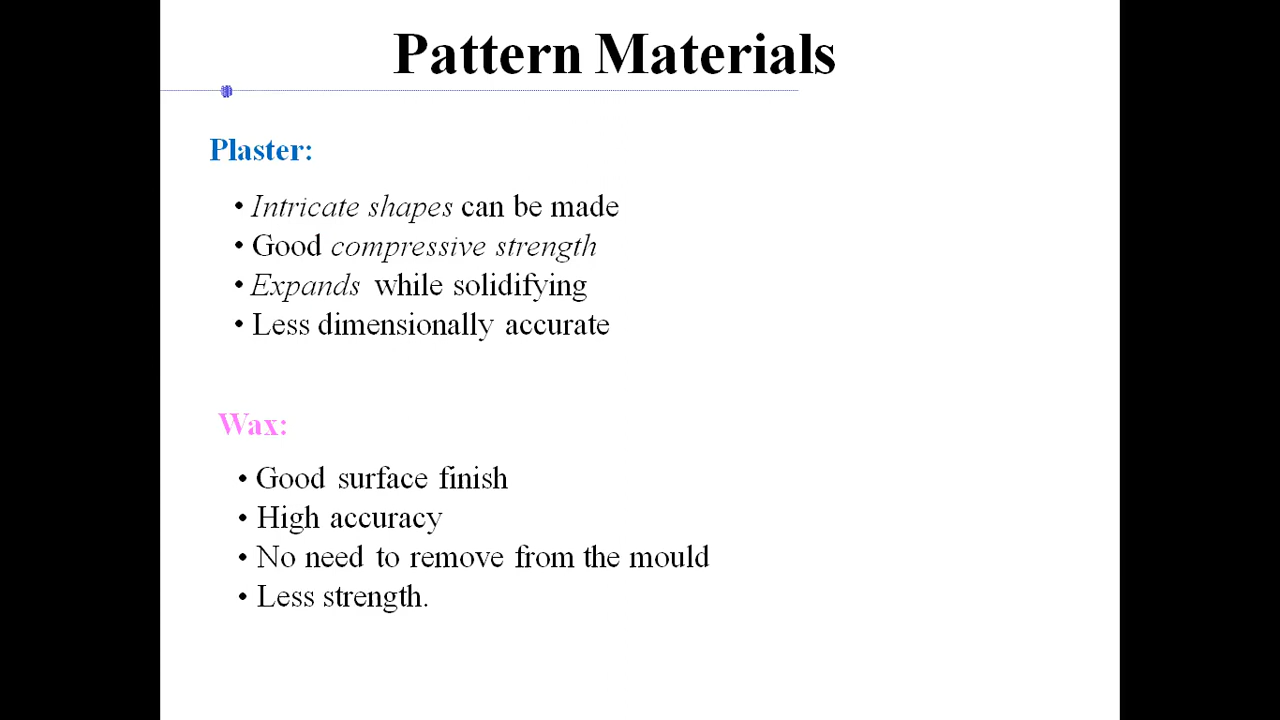 Pattern Materials
Plaster:
• Intricate shapes can be made
• Good compressive strength
• Expands while solidifying
• Less dimensionally accurate
Wax:
• Good surface finish
• High accuracy
• No need to remove from the mould
• Less strength.